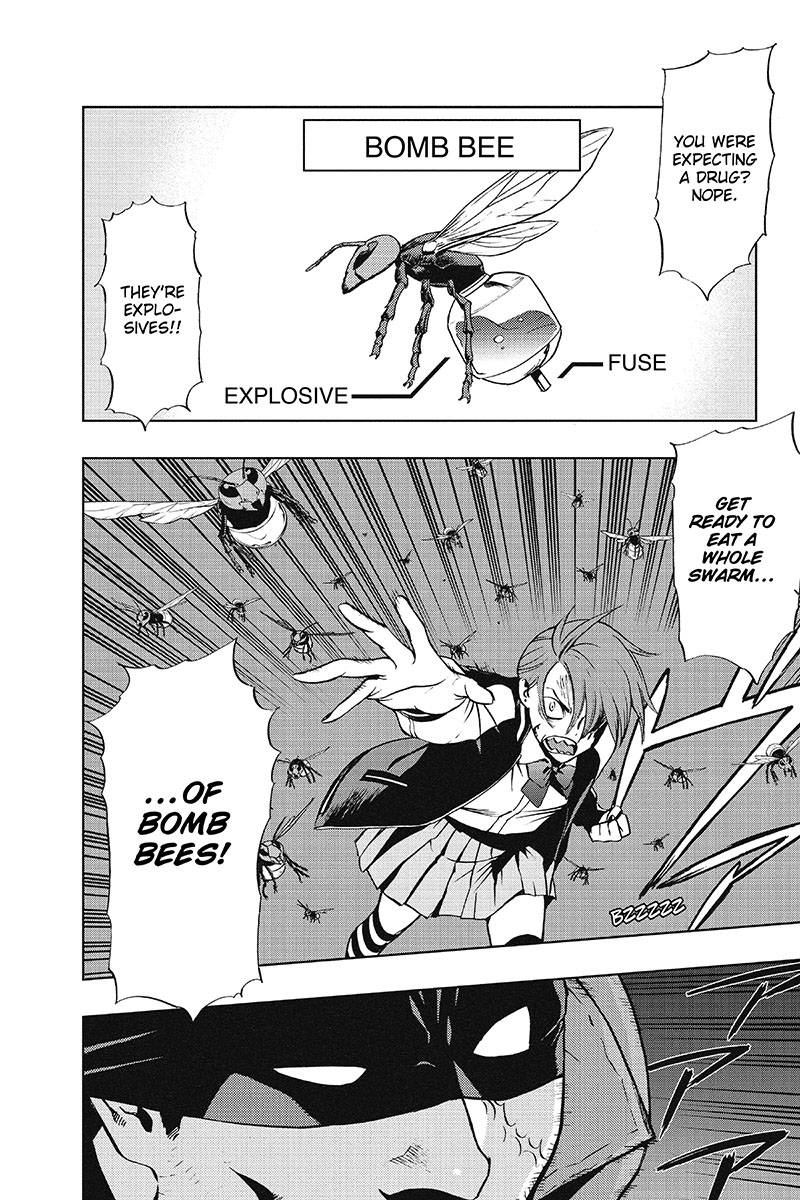 YOU WERE
EXPECTING
A DRUG?
NOPE.
BOMB BEE
THEY'RE
EXPLO-
SIVES!!
FUSE
EXPLOSIVE
GET
READY TO
EAT A
WHOLE
SWARM...
...OF
BOMB
BEES!
BZZZZZZ